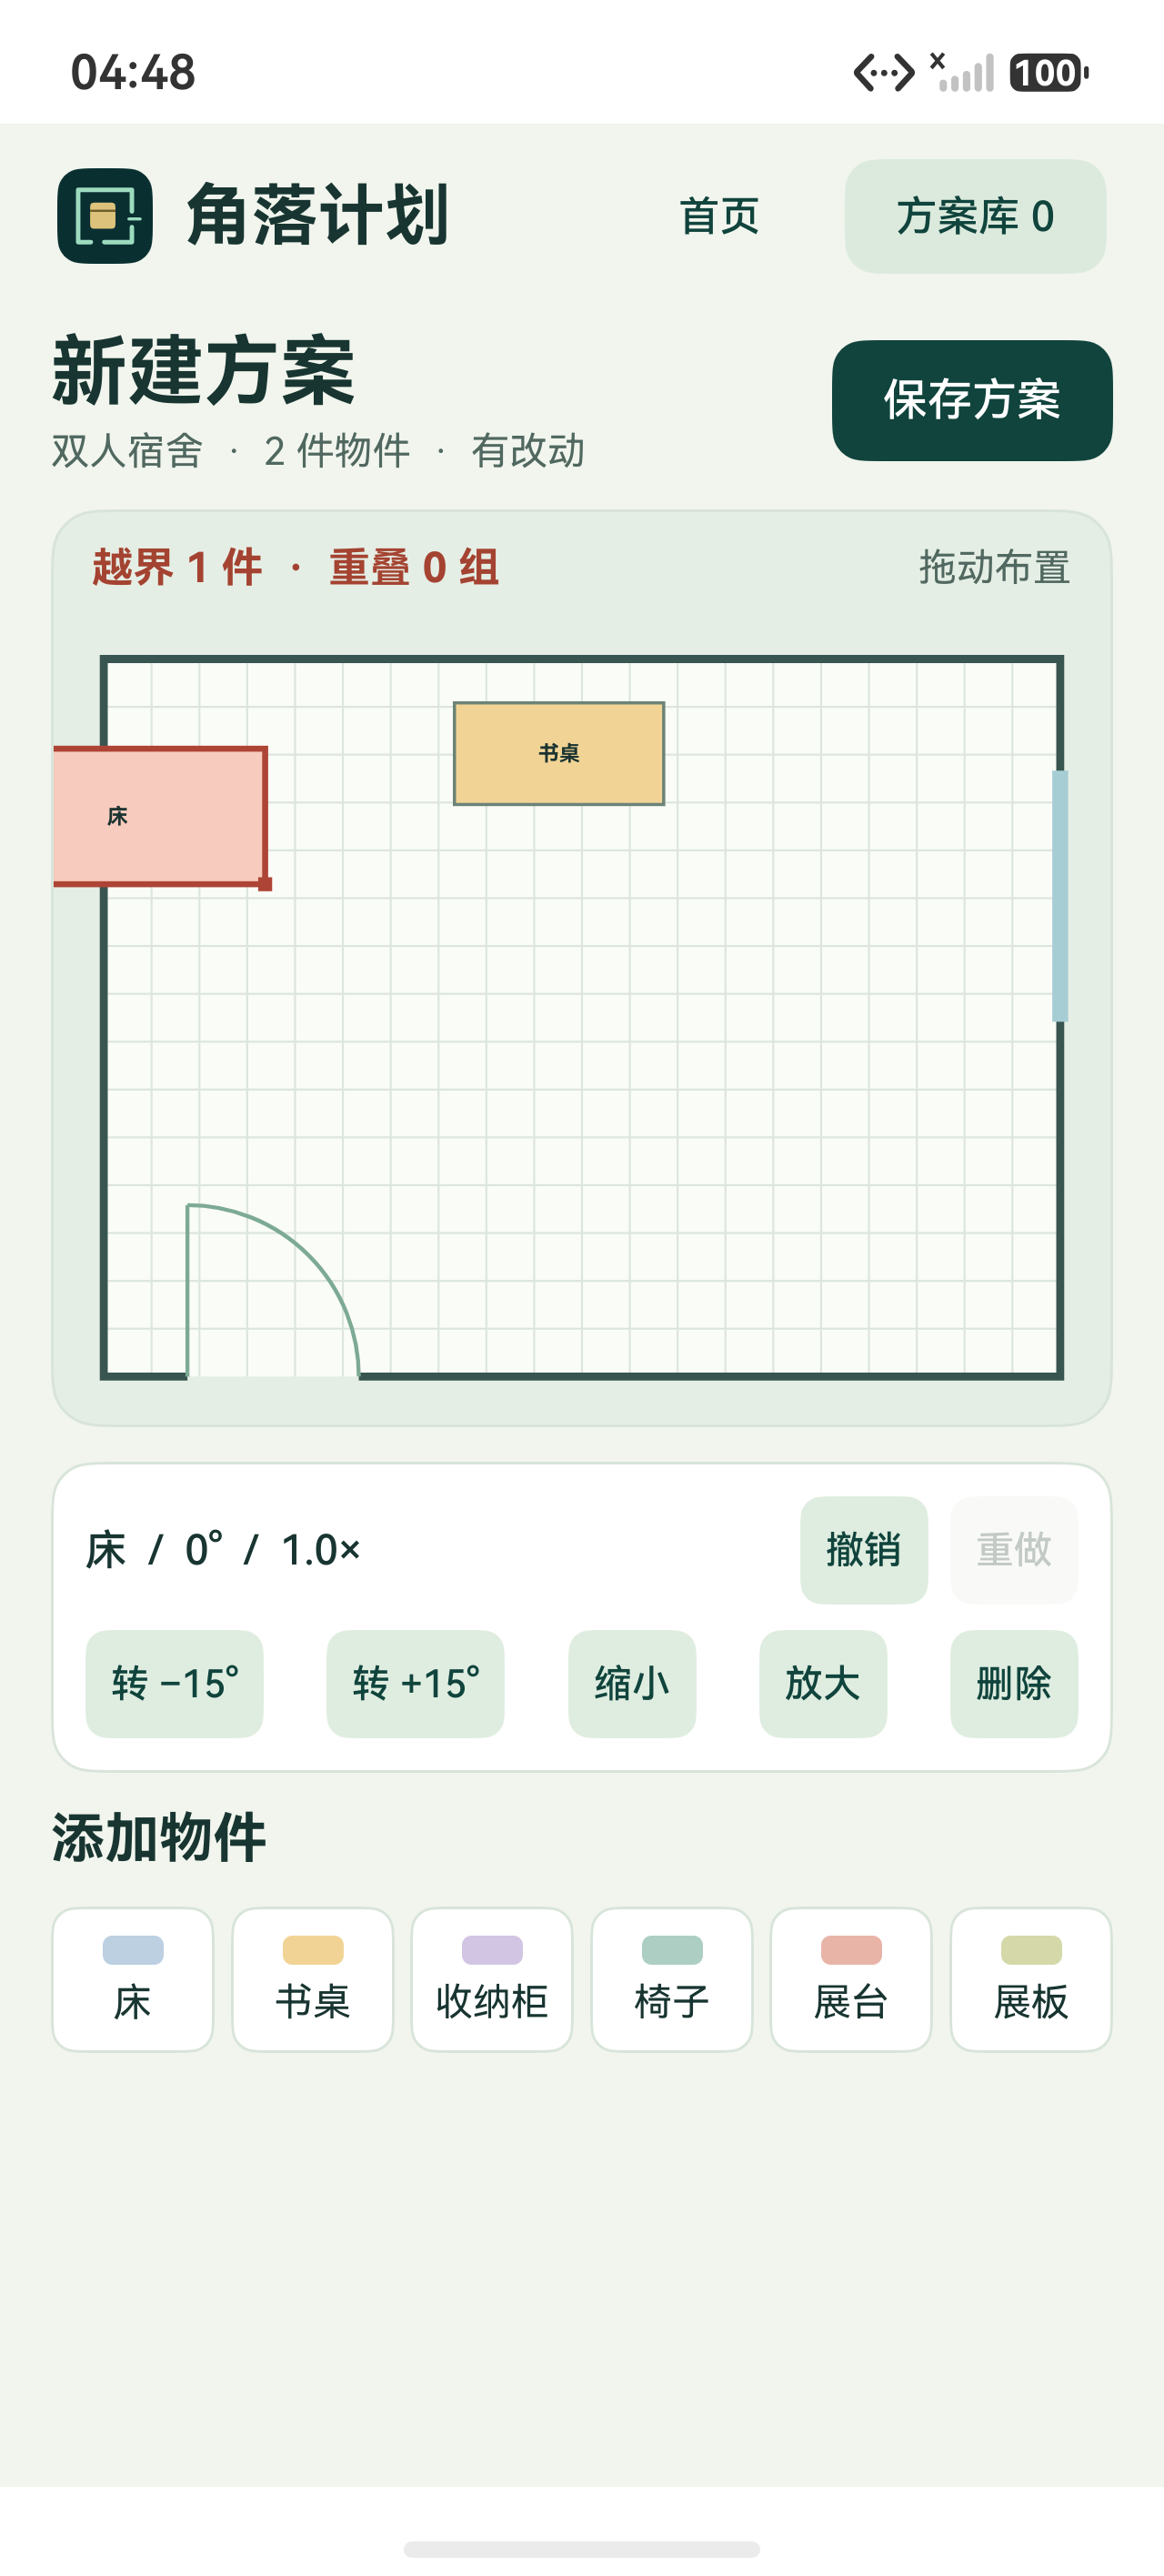 04:48
100
角落计划
首页
方案库 0
新建方案
保存方案
双人宿舍 · 2 件物件 · 有改动
越界 1 件 · 重叠 0 组
拖动布置
书桌
床
床 / 0° / 1.0×
撤销
重做
转 −15°
转 +15°
缩小
放大
删除
添加物件
床
书桌
收纳柜
椅子
展台
展板